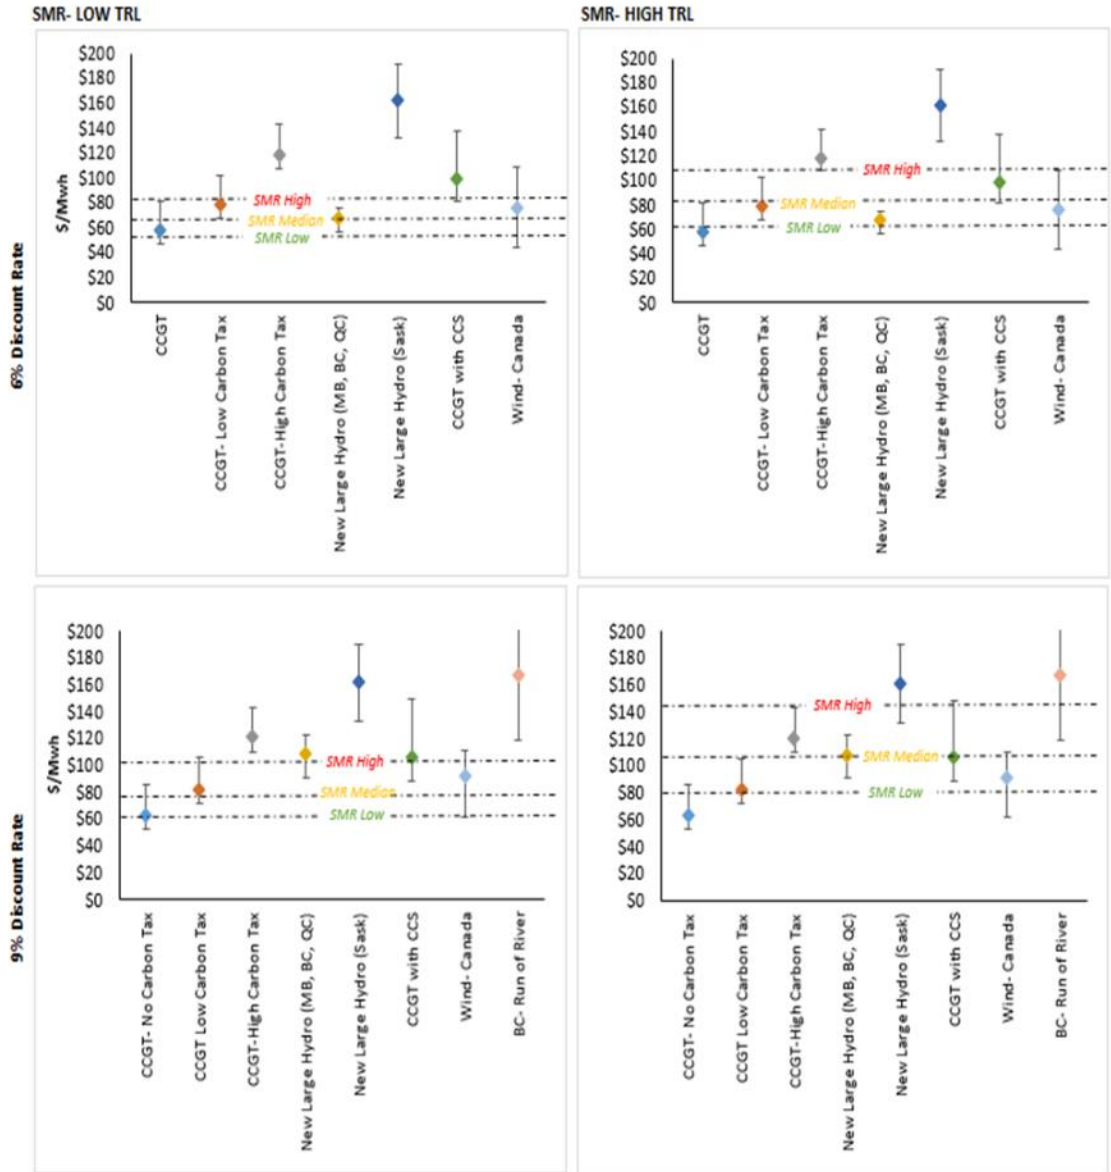 SMR- LOW TRL
SMR- HIGH TRL
6% Discount Rate
$/Mwh
$200
$180
$160
$140
$120
$100
$80
$60
$40
$20
$0
SMR High
SMR Median
SMR Low
CCGT
CCGT- Low Carbon Tax
CCGT-High Carbon Tax
New Large Hydro (MB, BC, QC)
New Large Hydro (Sask)
CCGT with CCS
Wind- Canada
$200
$180
$160
$140
$120
$100
$80
$60
$40
$20
$0
SMR High
SMR Median
SMR Low
CCGT
CCGT- Low Carbon Tax
CCGT-High Carbon Tax
New Large Hydro (MB, BC, QC)
New Large Hydro (Sask)
CCGT with CCS
Wind- Canada
9% Discount Rate
$/Mwh
$200
$180
$160
$140
$120
$100
$80
$60
$40
$20
$0
SMR High
SMR Median
SMR Low
CCGT- No Carbon Tax
CCGT Low Carbon Tax
CCGT-High Carbon Tax
New Large Hydro (MB, BC, QC)
New Large Hydro (Sask)
CCGT with CCS
Wind- Canada
BC- Run of River
$200
$180
$160
$140
$120
$100
$80
$60
$40
$20
$0
SMR High
SMR Median
SMR Low
CCGT- No Carbon Tax
CCGT Low Carbon Tax
CCGT-High Carbon Tax
New Large Hydro (MB, BC, QC)
New Large Hydro (Sask)
CCGT with CCS
Wind- Canada
BC- Run of River